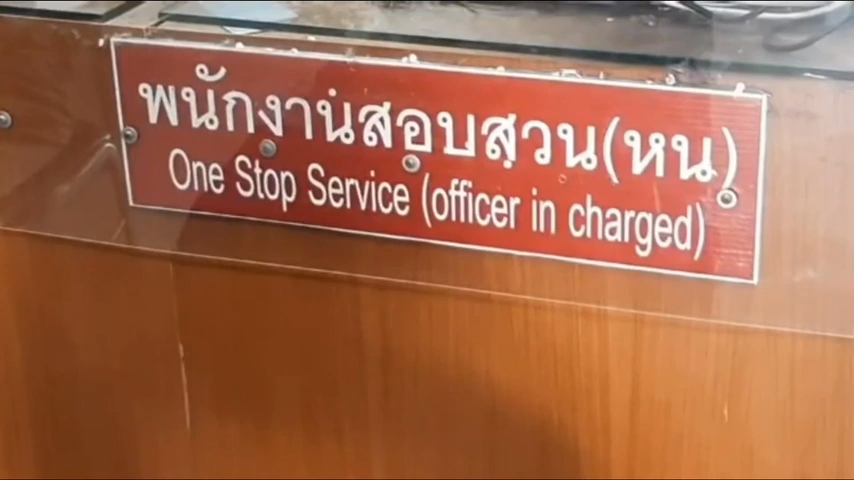 พนักงานสอบสวน(หน)
One Stop Service (officer in charged)